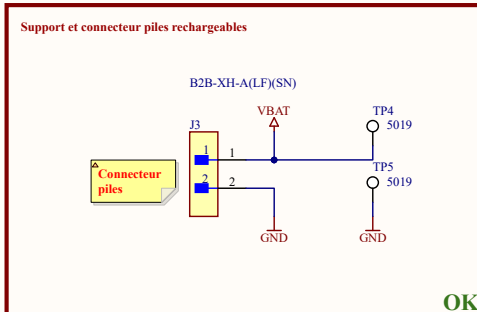 Support et connecteur piles rechargeables
B2B-XH-A(LF)(SN)
VBAT
TP4
5019
J3
1
1
Connecteur
piles
2
2
TP5
5019
GND
GND
OK